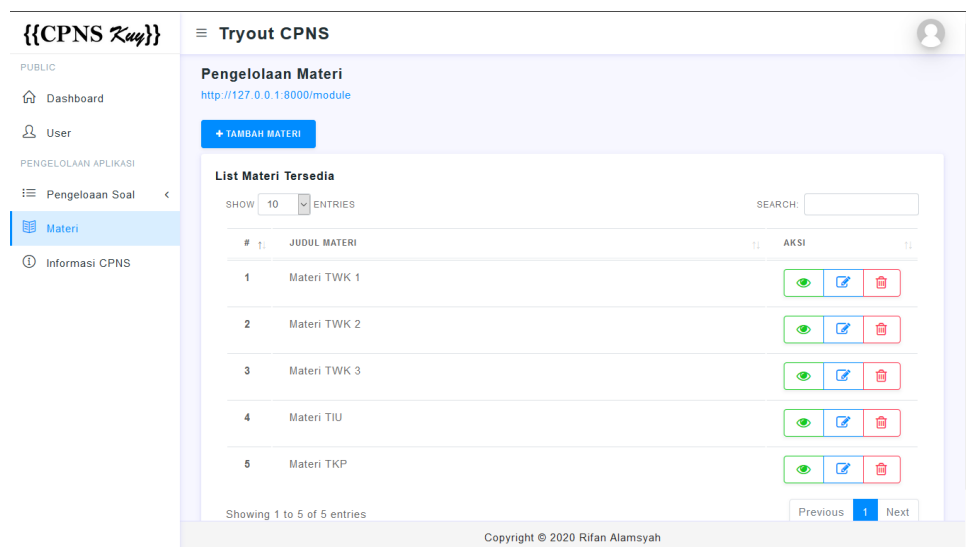 {{CPNS Kuy}}
Tryout CPNS
PUBLIC
Dashboard
User
PENGELOLAAN APLIKASI
Pengeloaan Soal
Materi
Informasi CPNS
Pengelolaan Materi
http://127.0.0.1:8000/module
+ TAMBAH MATERI
List Materi Tersedia
SHOW 10 ENTRIES
SEARCH:
# JUDUL MATERI AKSI
1 Materi TWK 1
2 Materi TWK 2
3 Materi TWK 3
4 Materi TIU
5 Materi TKP
Showing 1 to 5 of 5 entries
Previous 1 Next
Copyright © 2020 Rifan Alamsyah